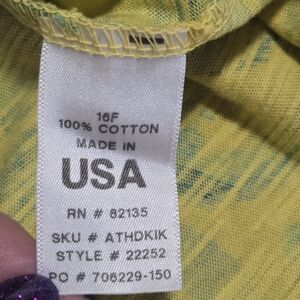 16F
100% COTTON
MADE IN
USA
RN # 82135
SKU # ATHDKIK
STYLE # 22252
PO # 706229-150